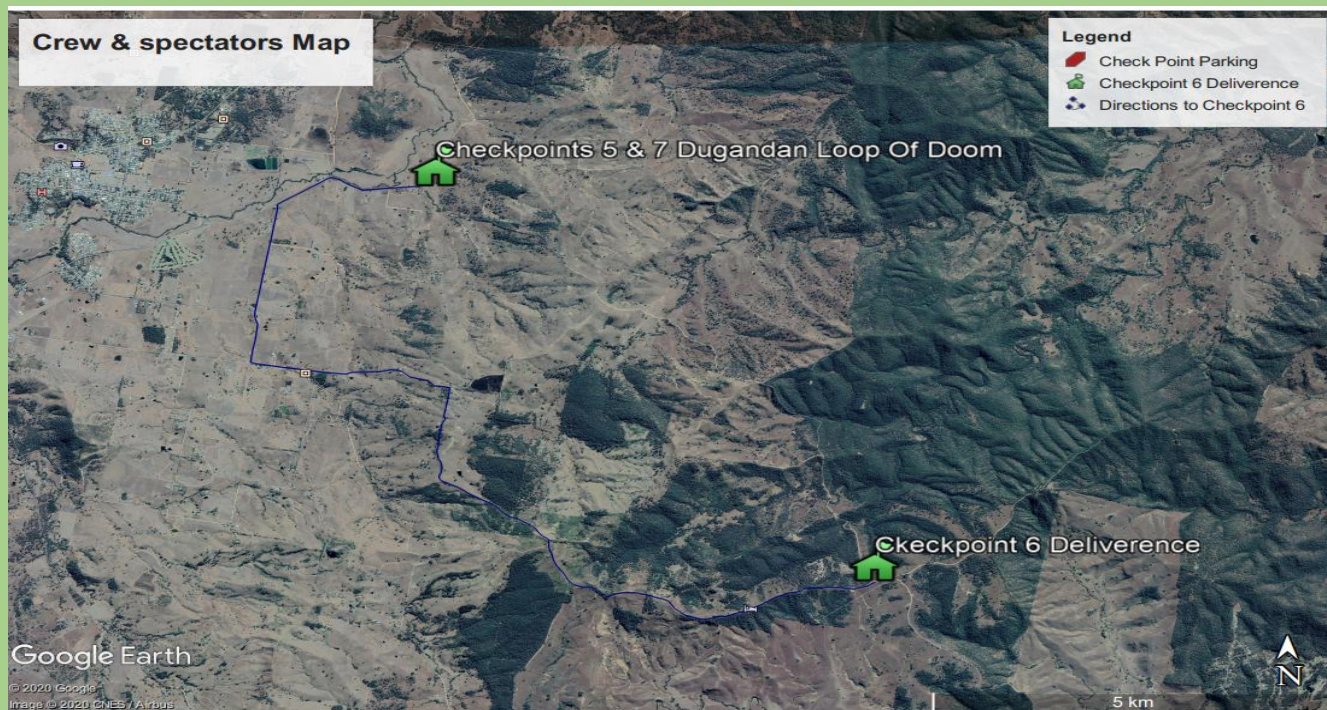 Crew & spectators Map
Legend
Check Point Parking
Checkpoint 6 Deliverence
Directions to Checkpoint 6
Checkpoints 5 & 7 Dugandan Loop Of Doom
Ckeckpoint 6 Deliverence
Google Earth
© 2020 Google
Image © 2020 CNES / Airbus
N
5 km